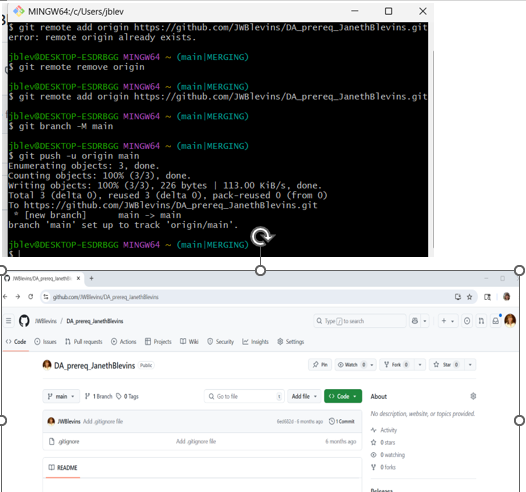 MINGW64:/c/Users/jblev
$ git remote add origin https://github.com/JWBlevins/DA_prereq_JanethBlevins.git
error: remote origin already exists.
jblev@DESKTOP-ESDRBGG MINGW64 ~ (main|MERGING)
$ git remote remove origin
jblev@DESKTOP-ESDRBGG MINGW64 ~ (main|MERGING)
$ git remote add origin https://github.com/JWBlevins/DA_prereq_JanethBlevins.git
jblev@DESKTOP-ESDRBGG MINGW64 ~ (main|MERGING)
$ git branch -M main
jblev@DESKTOP-ESDRBGG MINGW64 ~ (main|MERGING)
$ git push -u origin main
Enumerating objects: 3, done.
Counting objects: 100% (3/3), done.
Writing objects: 100% (3/3), 226 bytes | 113.00 KiB/s, done.
Total 3 (delta 0), reused 3 (delta 0), pack-reused 0 (from 0)
To https://github.com/JWBlevins/DA_prereq_JanethBlevins.git
* [new branch] main -> main
branch 'main' set up to track 'origin/main'.
jblev@DESKTOP-ESDRBGG MINGW64 ~ (main|MERGING)
$
JWBlevins/DA_prereq_JanethBlevins
github.com/JWBlevins/DA_prereq_JanethBlevins
JWBlevins / DA_prereq_JanethBlevins Type / to search
Code Issues Pull requests Actions Projects Wiki Security Insights Settings
DA_prereq_JanethBlevins Public Pin Watch 0 Fork 0 Star 0
main 1 Branch 0 Tags Go to file t Add file Code About
No description, website, or topics provided.
JWBlevins Add .gitignore file 6 months ago 1 Commit
Activity
.gitignore Add .gitignore file 6 months ago
0 stars
0 watching
README
0 forks
Releases